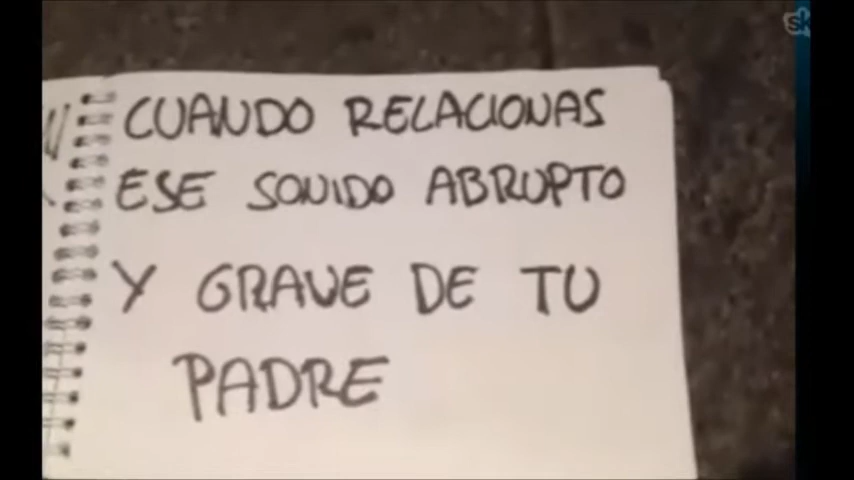 CUANDO RELACIONAS
ESE SONIDO ABRUPTO
Y GRAVE DE TU
PADRE